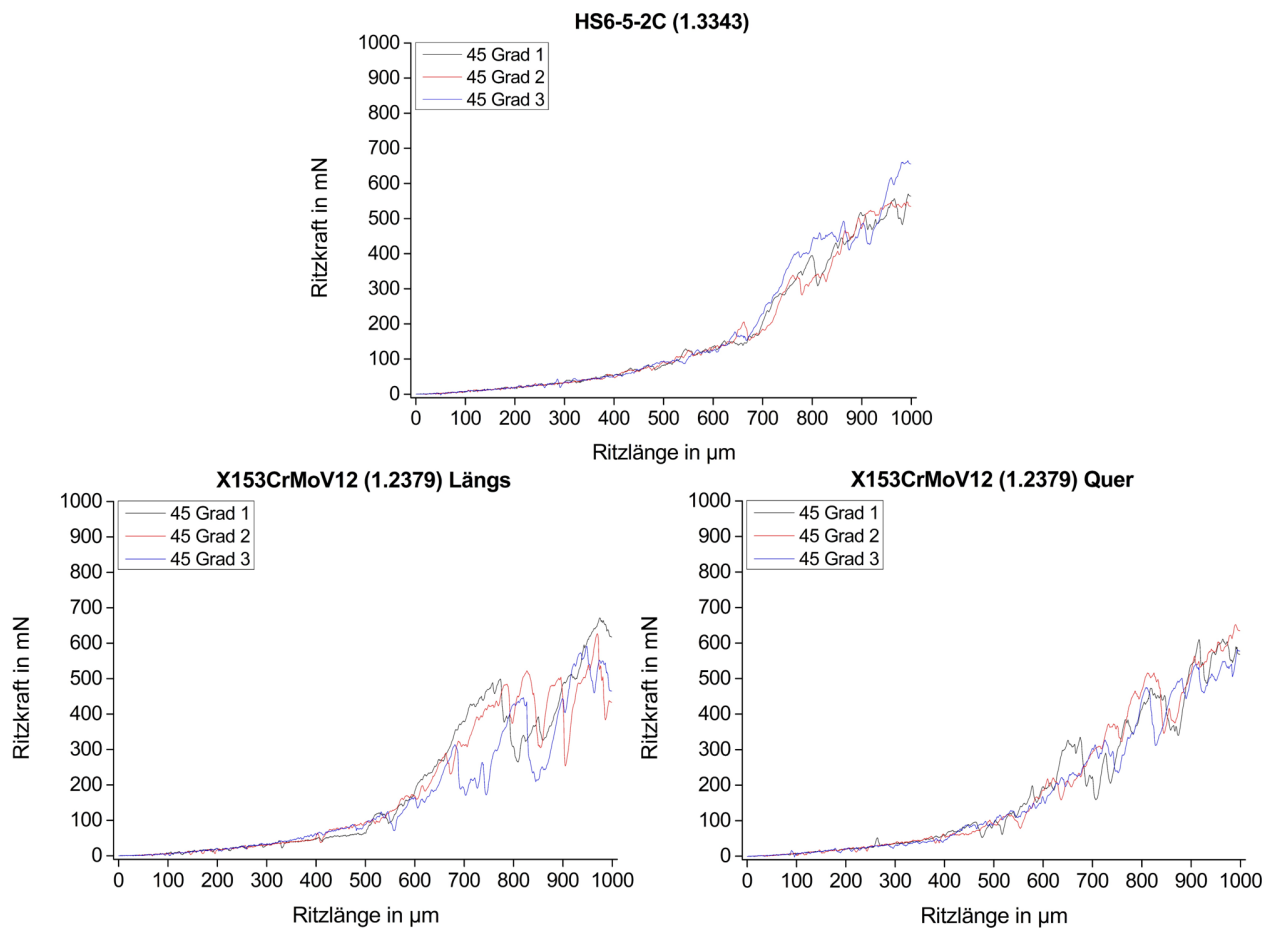 HS6-5-2C (1.3343)
1000
900
800
700
600
500
400
300
200
100
0
Ritzkraft in mN
45 Grad 1
45 Grad 2
45 Grad 3
0 100 200 300 400 500 600 700 800 900 1000
Ritzlänge in µm
X153CrMoV12 (1.2379) Längs
1000
900
800
700
600
500
400
300
200
100
0
Ritzkraft in mN
45 Grad 1
45 Grad 2
45 Grad 3
0 100 200 300 400 500 600 700 800 900 1000
Ritzlänge in µm
X153CrMoV12 (1.2379) Quer
1000
900
800
700
600
500
400
300
200
100
0
Ritzkraft in mN
45 Grad 1
45 Grad 2
45 Grad 3
0 100 200 300 400 500 600 700 800 900 1000
Ritzlänge in µm